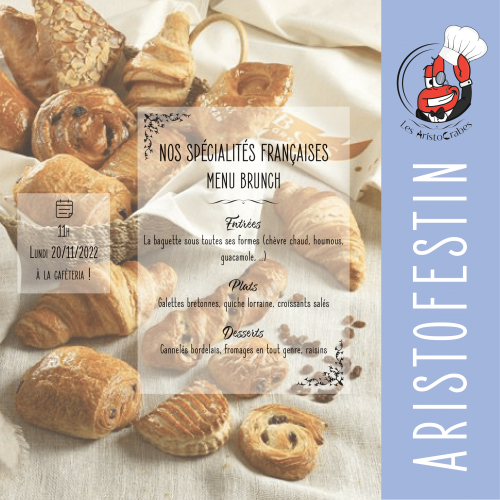 Les AristoCrabes
NOS SPÉCIALITÉS FRANÇAISES
MENU BRUNCH
Entrées
La baguette sous toutes ses formes (chèvre chaud, houmous,
guacamole, ...)
Plats
Galettes bretonnes, quiche lorraine, croissants salés
Desserts
Cannelés bordelais, fromages en tout genre, raisins
11h
Lundi 20/11/2022
à la cafèteria !
ARISTOFESTIN